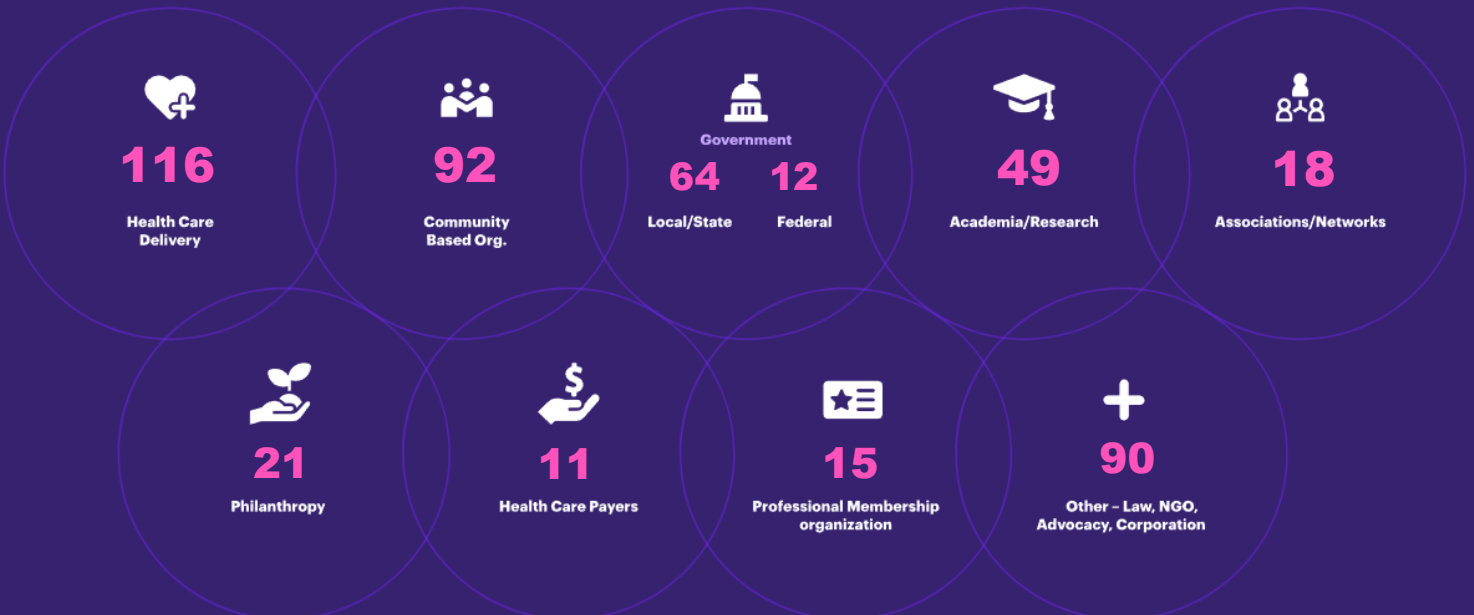 116
Health Care
Delivery
92
Community
Based Org.
Government
64 12
Local/State Federal
49
Academia/Research
18
Associations/Networks
21
Philanthropy
11
Health Care Payers
15
Professional Membership
organization
90
Other – Law, NGO,
Advocacy, Corporation